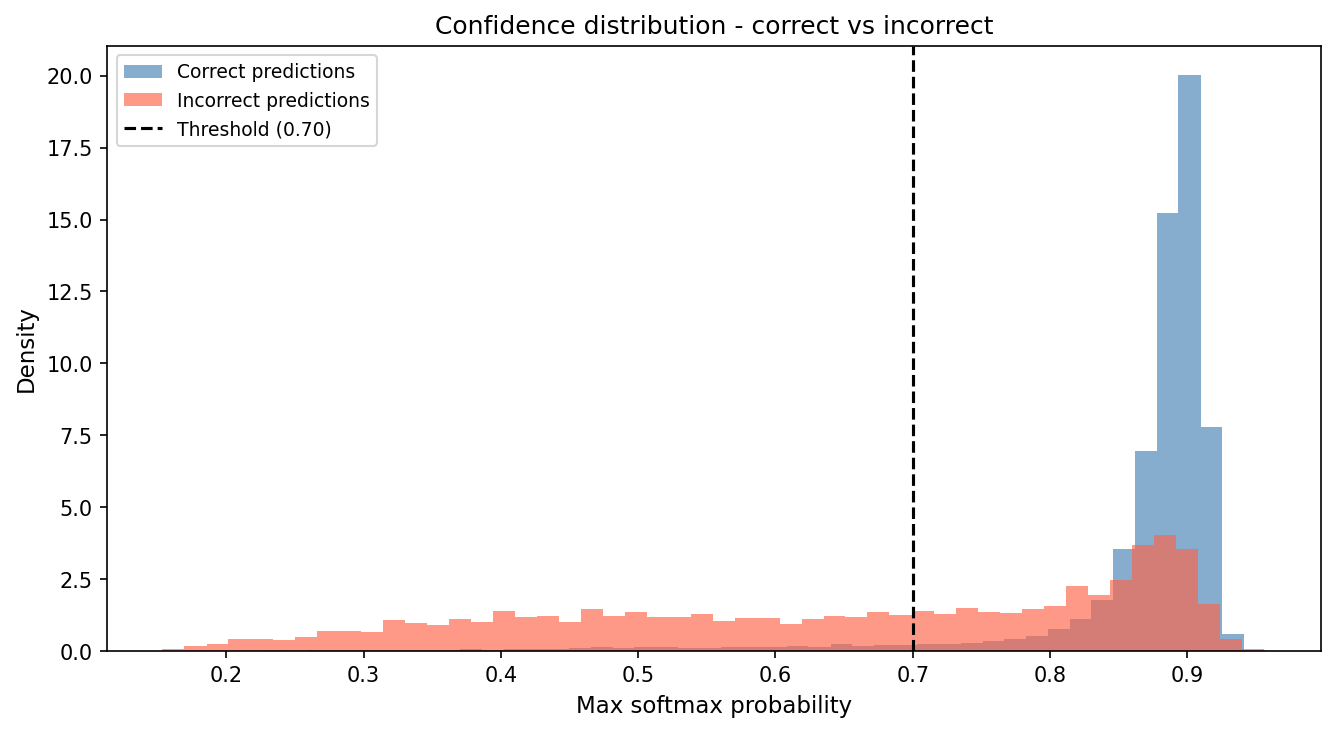 Confidence distribution - correct vs incorrect
Correct predictions
Incorrect predictions
Threshold (0.70)
Density
20.0
17.5
15.0
12.5
10.0
7.5
5.0
2.5
0.0
0.2 0.3 0.4 0.5 0.6 0.7 0.8 0.9
Max softmax probability